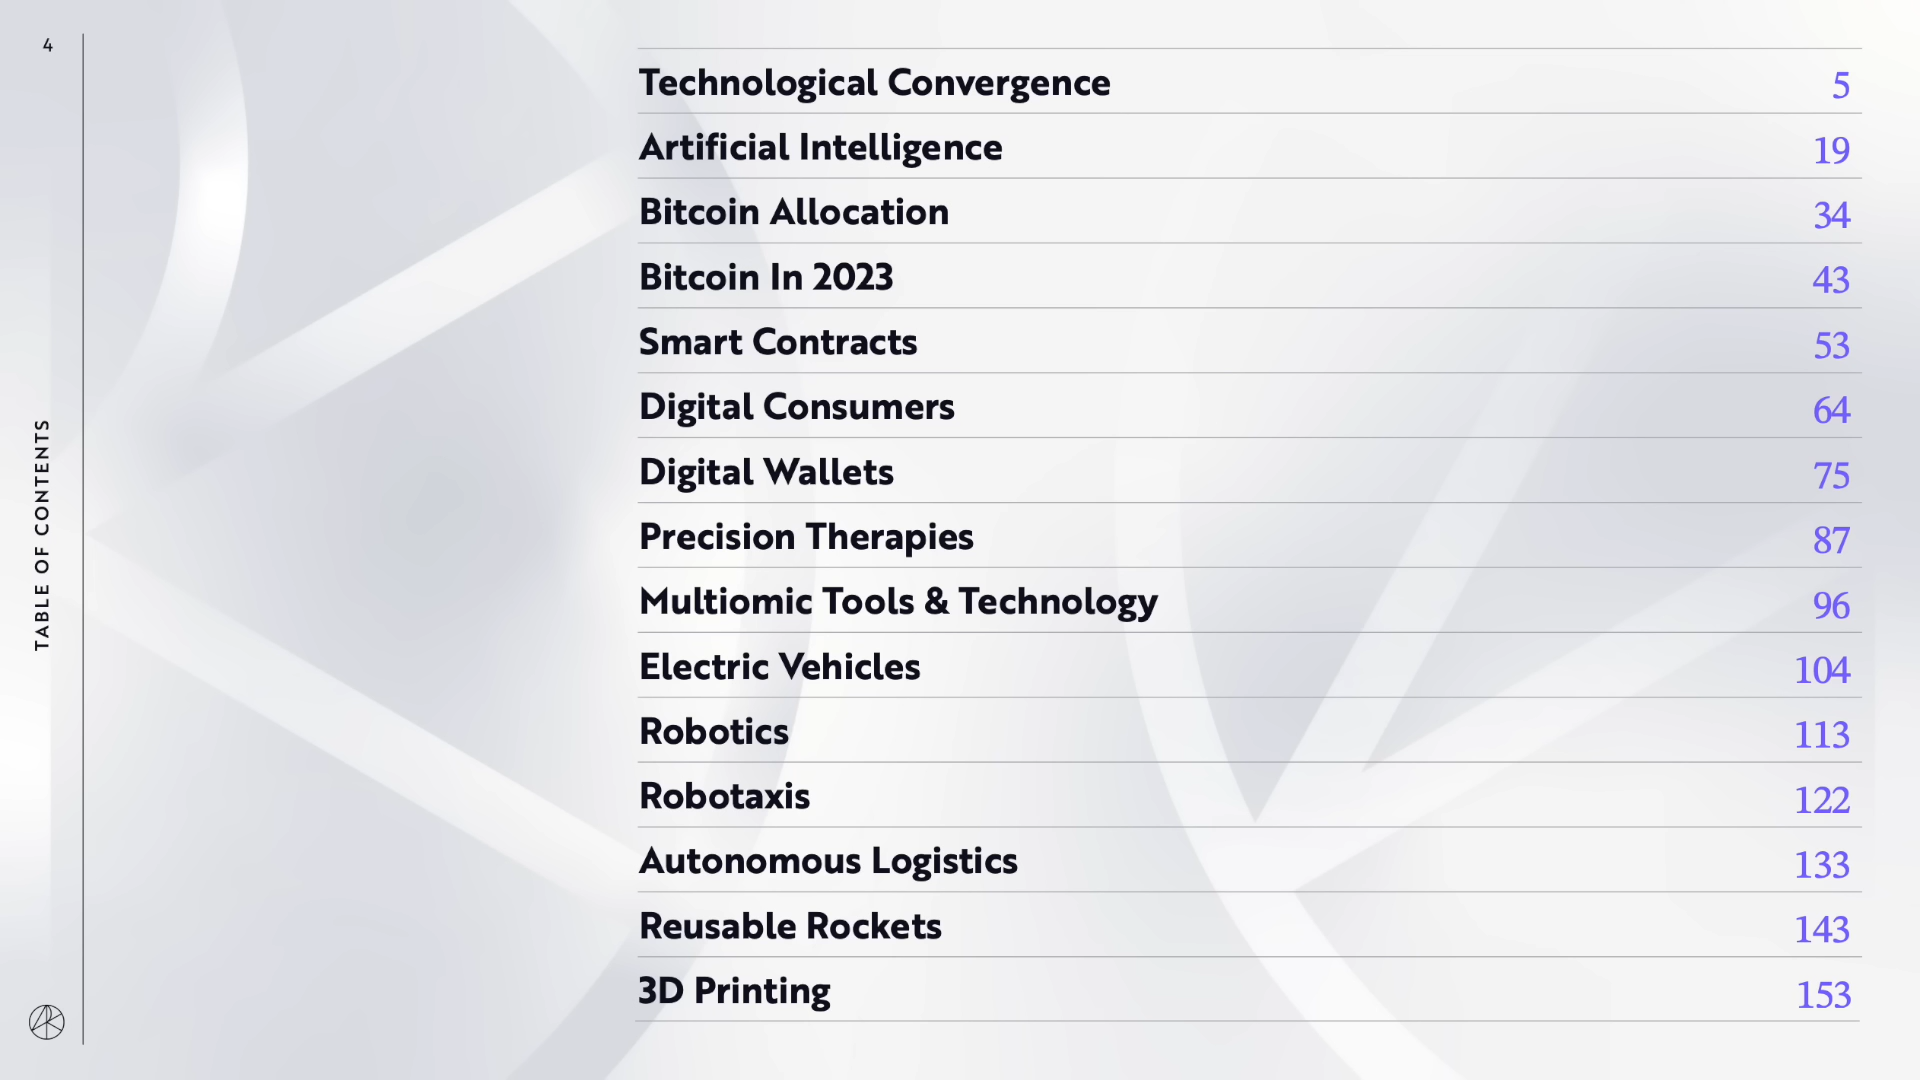 4
TABLE OF CONTENTS
Technological Convergence 5
Artificial Intelligence 19
Bitcoin Allocation 34
Bitcoin In 2023 43
Smart Contracts 53
Digital Consumers 64
Digital Wallets 75
Precision Therapies 87
Multiomic Tools & Technology 96
Electric Vehicles 104
Robotics 113
Robotaxis 122
Autonomous Logistics 133
Reusable Rockets 143
3D Printing 153